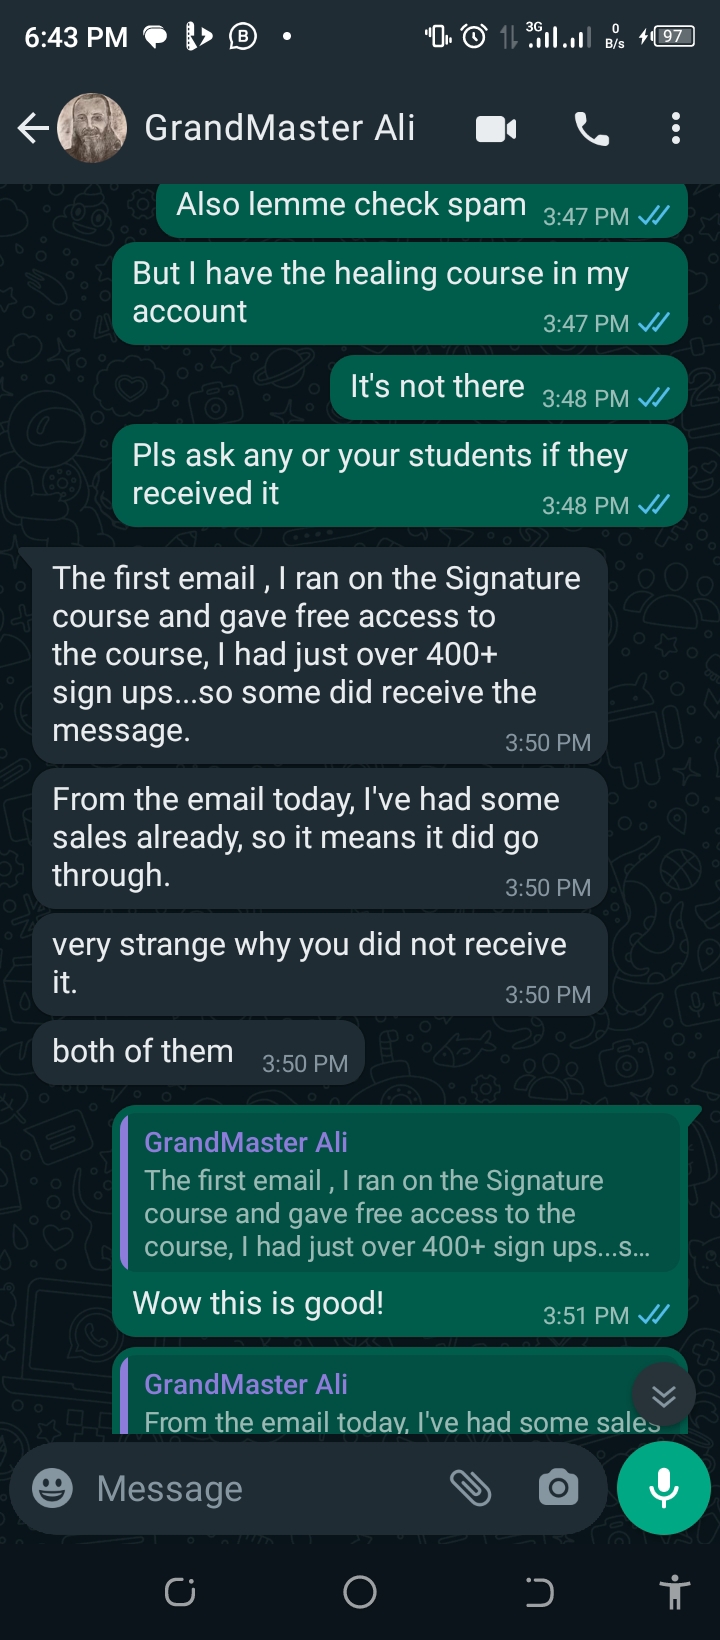 6:43 PM
3G
0
B/s
97
GrandMaster Ali
Also lemme check spam 3:47 PM
But I have the healing course in my
account 3:47 PM
It's not there 3:48 PM
Pls ask any or your students if they
received it 3:48 PM
The first email , I ran on the Signature
course and gave free access to
the course, I had just over 400+
sign ups...so some did receive the
message. 3:50 PM
From the email today, I've had some
sales already, so it means it did go
through. 3:50 PM
very strange why you did not receive
it. 3:50 PM
both of them 3:50 PM
GrandMaster Ali
The first email , I ran on the Signature
course and gave free access to the
course, I had just over 400+ sign ups...s...
Wow this is good! 3:51 PM
GrandMaster Ali
From the email today, I've had some sales
Message